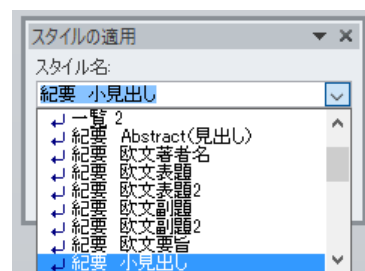 スタイルの適用
スタイル名:
紀要 小見出し
一覧 2
紀要 Abstract(見出し)
紀要 欧文著者名
紀要 欧文表題
紀要 欧文表題2
紀要 欧文副題
紀要 欧文副題2
紀要 欧文要旨
紀要 小見出し